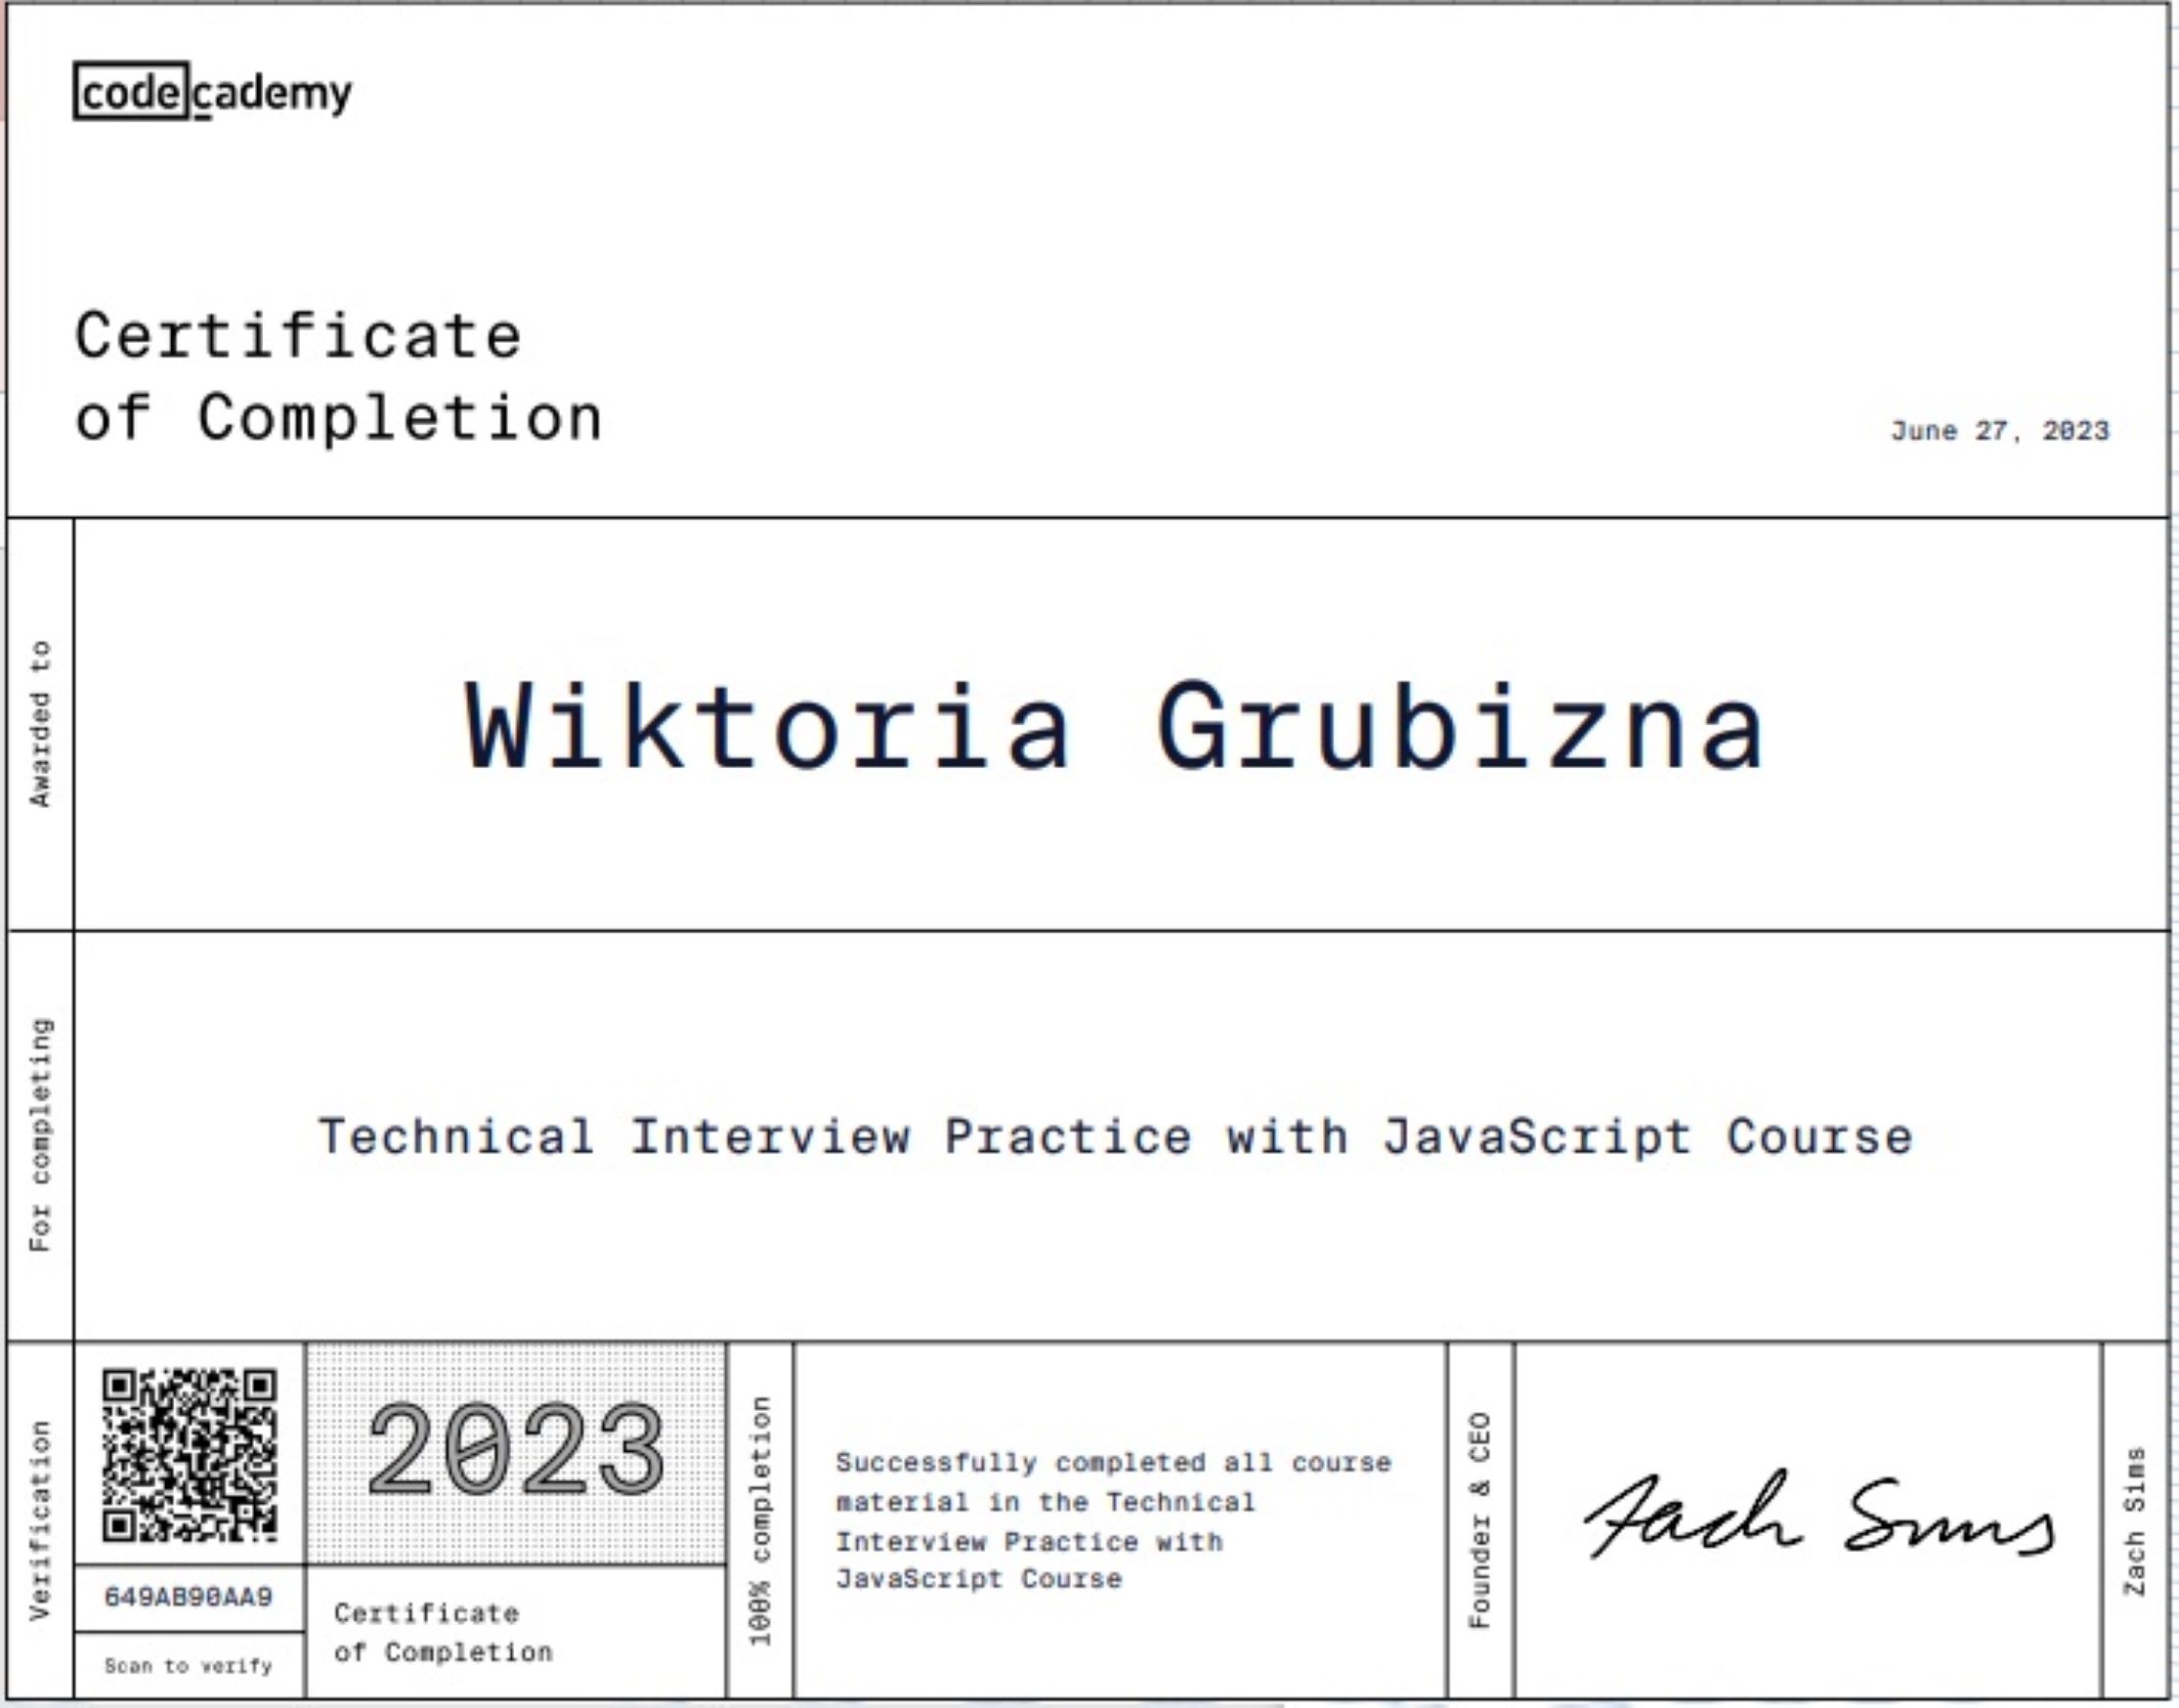 codecademy
Certificate
of Completion
June 27, 2023
Awarded to
Wiktoria Grubizna
For completing
Technical Interview Practice with JavaScript Course
Verification
649AB90AA9
Scan to verify
2023
Certificate
of Completion
100% completion
Successfully completed all course
material in the Technical
Interview Practice with
JavaScript Course
Founder & CEO
Zach Sims
Zach Sims